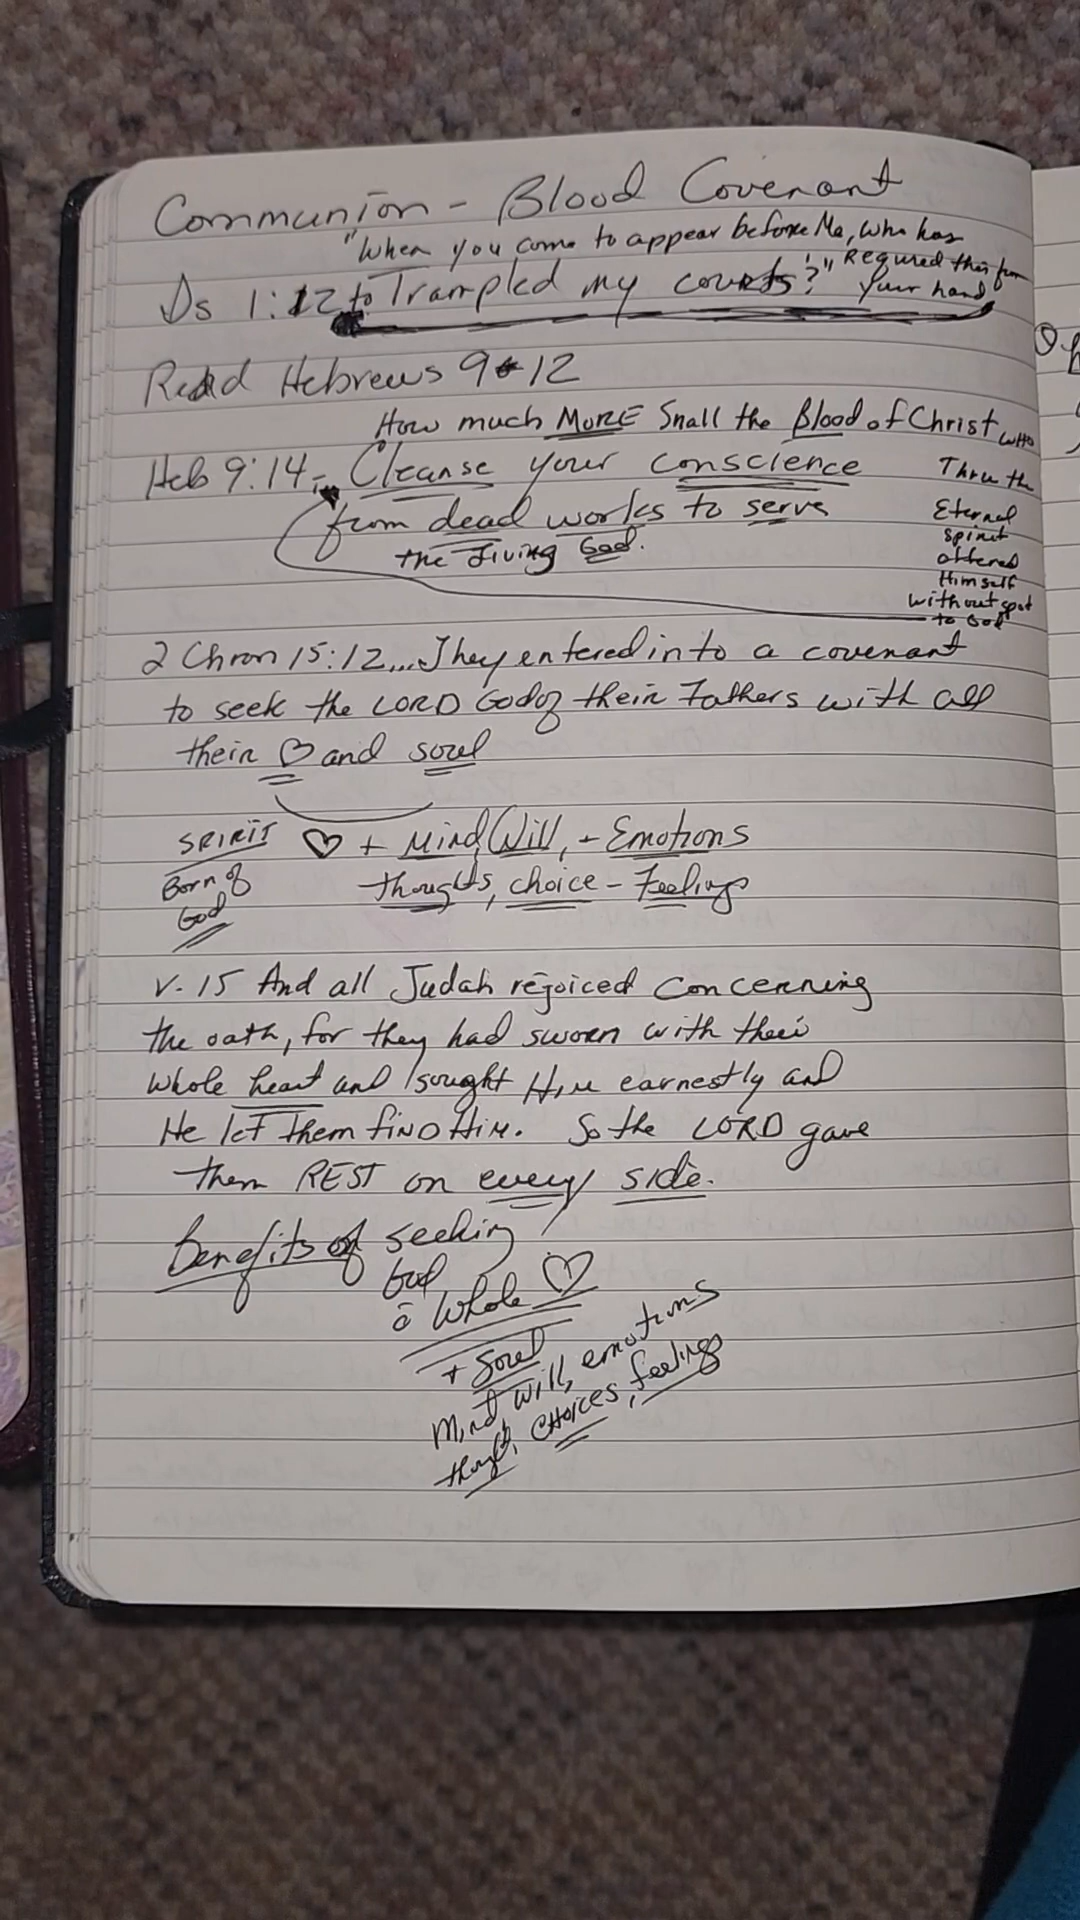 Communion - Blood Covenant
"When you come to appear before Me, who has
Required this from
your hand
Is 1:12 to Trampled my courts?"
Read Hebrews 9 + 12
How much MORE Shall the Blood of Christ who
Heb 9:14 ... Cleanse your conscience
from dead works to serve
the Living God.
Thru the
Eternal
Spirit
offered
Himself
without spot
to God
2 Chron 15:12... They entered into a covenant
to seek the LORD God of their Fathers with all
their ♡ and soul
SPIRIT ♡ + Mind, Will, + Emotions
Born of thoughts, choice - Feelings
God
v. 15 And all Judah rejoiced concerning
the oath, for they had sworn with their
whole heart and sought Him earnestly and
He let them find Him. So the LORD gave
them REST on every side.
Benefits of seeking
God
c̄ Whole ♡
+ Soul
Mind, will, emotions
thought, CHOICES, feelings